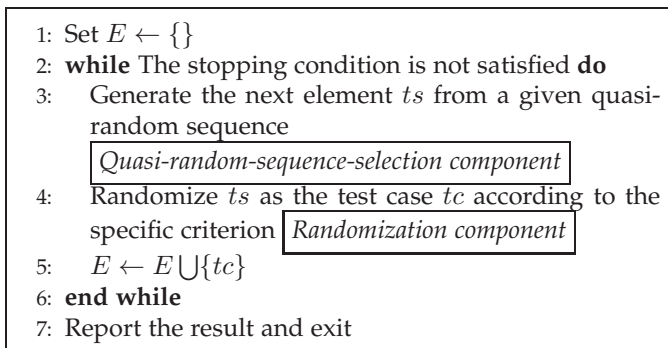 1: Set E ← {}
2: while The stopping condition is not satisfied do
3: Generate the next element ts from a given quasi-
random sequence
Quasi-random-sequence-selection component
4: Randomize ts as the test case tc according to the
specific criterion Randomization component
5: E ← E ⋃{tc}
6: end while
7: Report the result and exit